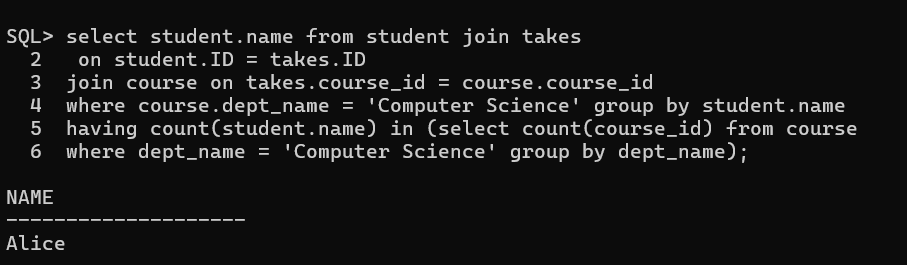 SQL> select student.name from student join takes
  2   on student.ID = takes.ID
  3  join course on takes.course_id = course.course_id
  4  where course.dept_name = 'Computer Science' group by student.name
  5  having count(student.name) in (select count(course_id) from course
  6  where dept_name = 'Computer Science' group by dept_name);
NAME
--------------------
Alice